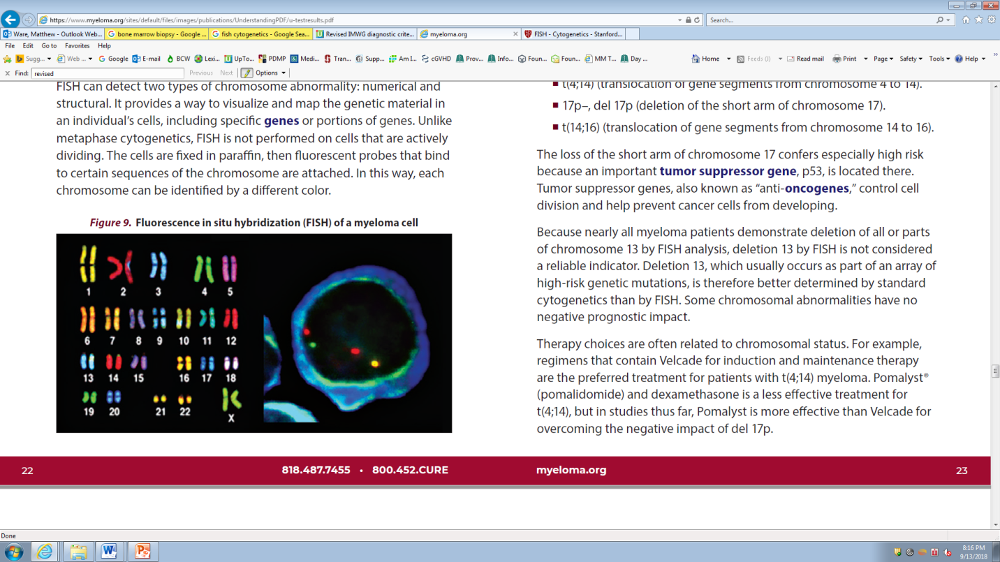 https://www.myeloma.org/sites/default/files/images/publications/UnderstandingPDF/u-testresults.pdf
Search...
Ware, Matthew - Outlook Web...
bone marrow biopsy - Google ...
fish cytogenetics - Google Sea...
Revised IMWG diagnostic crite...
myeloma.org
FISH - Cytogenetics - Stanford...
File Edit Go to Favorites Help
Sugg... Web ... Google E-mail BCW Lexi... UpTo... PDMP Medi... Tran... Supp... Am I... cGVHD Prov... Info... Foun... Foun... MM T... Day ... Home Feeds (J) Read mail Print Page Safety Tools Help
X Find: revised Previous Next Options
FISH can detect two types of chromosome abnormality: numerical and
structural. It provides a way to visualize and map the genetic material in
an individual's cells, including specific genes or portions of genes. Unlike
metaphase cytogenetics, FISH is not performed on cells that are actively
dividing. The cells are fixed in paraffin, then fluorescent probes that bind
to certain sequences of the chromosome are attached. In this way, each
chromosome can be identified by a different color.
Figure 9. Fluorescence in situ hybridization (FISH) of a myeloma cell
1 2 3 4 5
6 7 8 9 10 11 12
13 14 15 16 17 18
19 20 21 22 X
22 818.487.7455 • 800.452.CURE
■ t(4;14) (translocation of gene segments from chromosome 4 to 14).
■ 17p–, del 17p (deletion of the short arm of chromosome 17).
■ t(14;16) (translocation of gene segments from chromosome 14 to 16).
The loss of the short arm of chromosome 17 confers especially high risk
because an important tumor suppressor gene, p53, is located there.
Tumor suppressor genes, also known as “anti-oncogenes,” control cell
division and help prevent cancer cells from developing.
Because nearly all myeloma patients demonstrate deletion of all or parts
of chromosome 13 by FISH analysis, deletion 13 by FISH is not considered
a reliable indicator. Deletion 13, which usually occurs as part of an array of
high-risk genetic mutations, is therefore better determined by standard
cytogenetics than by FISH. Some chromosomal abnormalities have no
negative prognostic impact.
Therapy choices are often related to chromosomal status. For example,
regimens that contain Velcade for induction and maintenance therapy
are the preferred treatment for patients with t(4;14) myeloma. Pomalyst®
(pomalidomide) and dexamethasone is a less effective treatment for
t(4;14), but in studies thus far, Pomalyst is more effective than Velcade for
overcoming the negative impact of del 17p.
myeloma.org 23
Done
8:16 PM
9/13/2018